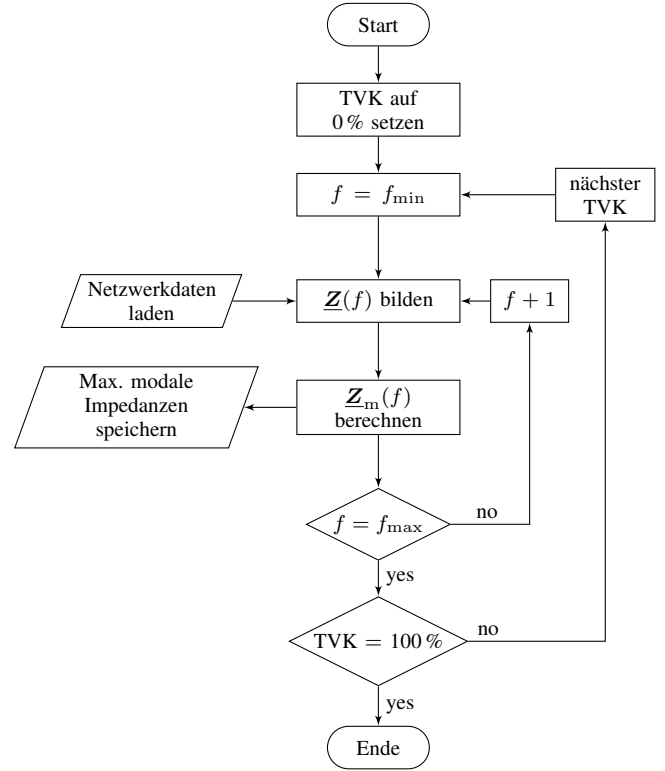 Start
TVK auf
0 % setzen
f = f_min
nächster
TVK
Netzwerkdaten
laden
Z(f) bilden
f + 1
Max. modale
Impedanzen
speichern
Z_m(f)
berechnen
f = f_max
no
yes
TVK = 100 %
no
yes
Ende